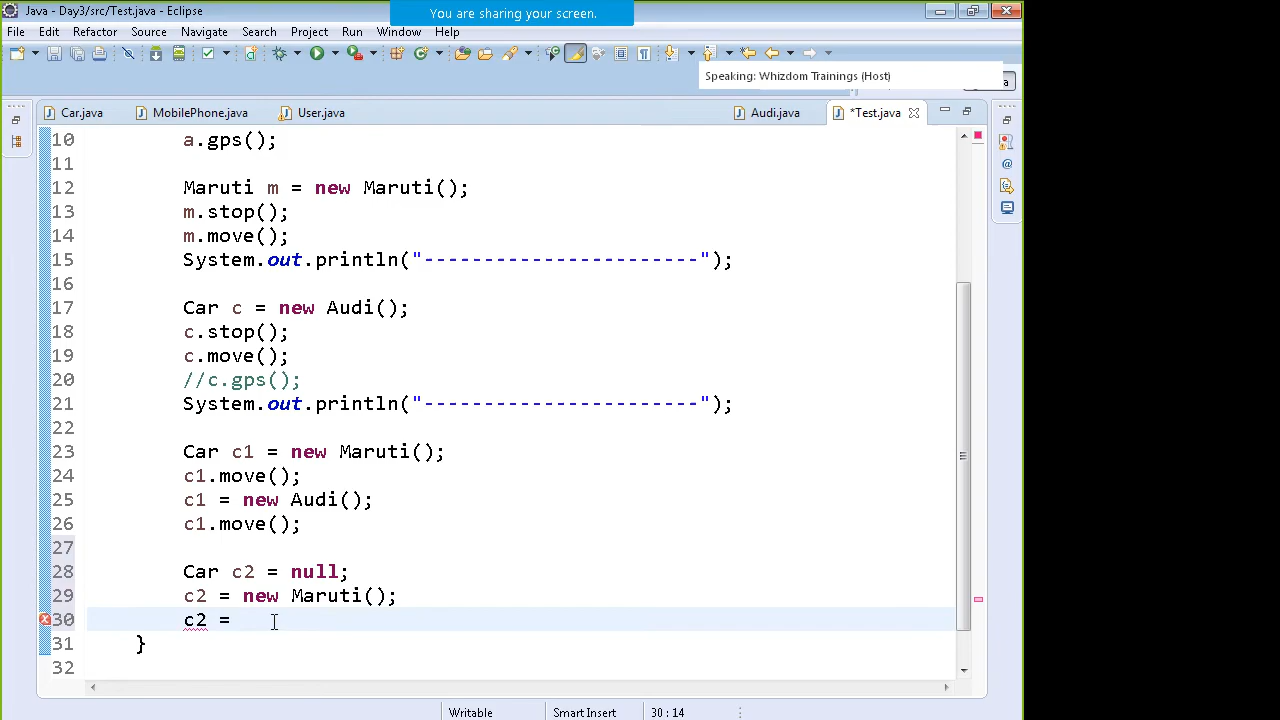 Java - Day3/src/Test.java - Eclipse
You are sharing your screen.
File Edit Refactor Source Navigate Search Project Run Window Help
Speaking: Whizdom Trainings (Host)
Car.java MobilePhone.java User.java Audi.java *Test.java
10 a.gps();
11
12 Maruti m = new Maruti();
13 m.stop();
14 m.move();
15 System.out.println("-----------------------");
16
17 Car c = new Audi();
18 c.stop();
19 c.move();
20 //c.gps();
21 System.out.println("-----------------------");
22
23 Car c1 = new Maruti();
24 c1.move();
25 c1 = new Audi();
26 c1.move();
27
28 Car c2 = null;
29 c2 = new Maruti();
30 c2 =
31 }
32
Writable Smart Insert 30 : 14